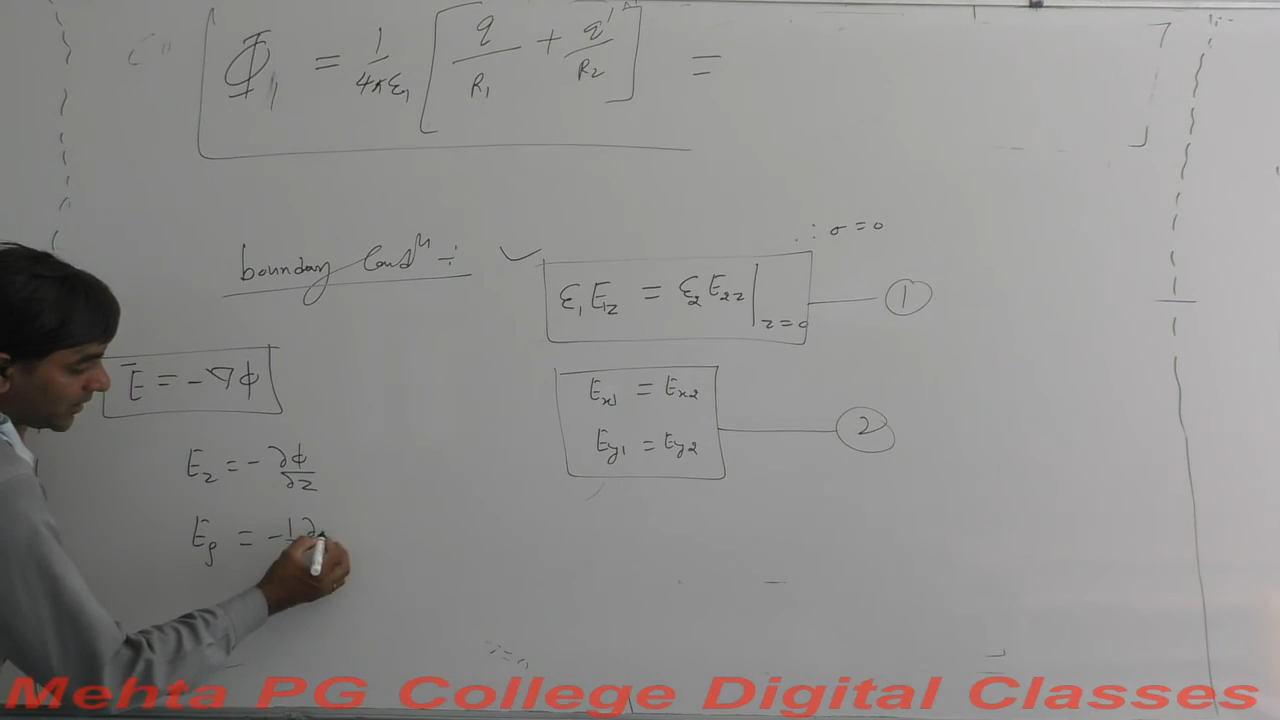 Φ₁ = 1/4πε₁ [ q/R₁ + q'/R₂ ] =
∵ σ = 0
boundary Condⁿ ÷
ε₁E₁z = ε₂E₂z |z=0 — 1
E̅ = -∇ϕ
Ex1 = Ex2
Ey1 = Ey2 — 2
Ez = - ∂ϕ/∂z
Eρ = - 1 ∂
Mehta PG College Digital Classes